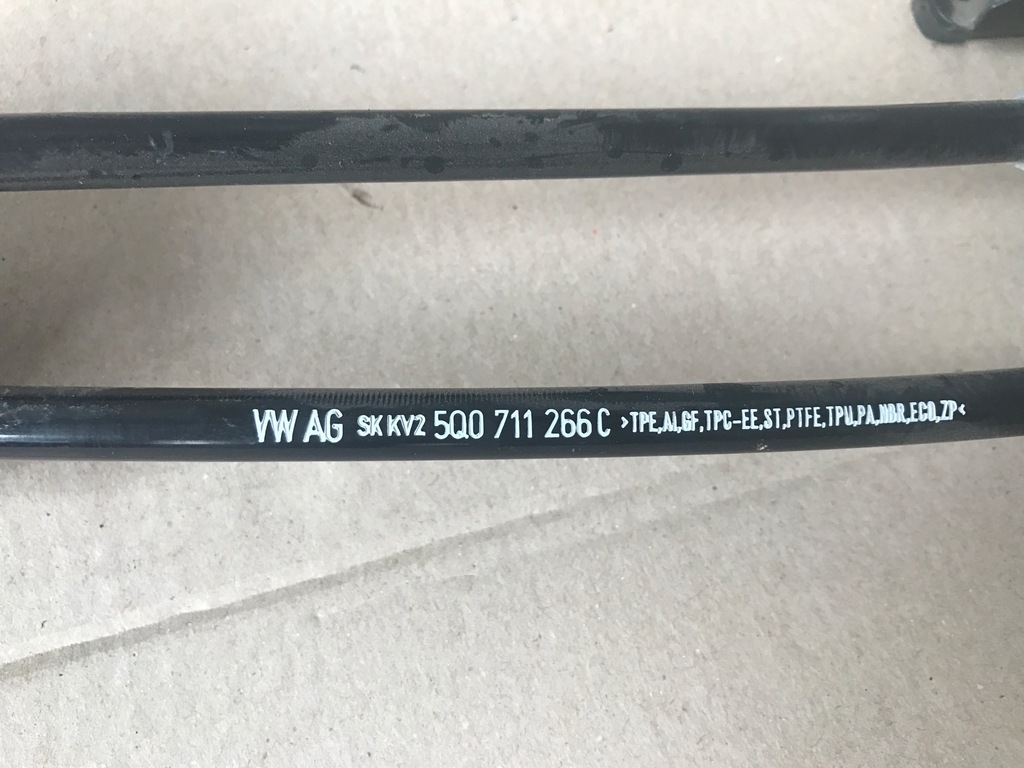 VW AG SK KV2 5Q0 711 266 C >TPE,Al,GF,TPC-EE,ST,PTFE,TPU,PA,NBR,ECO,ZP<